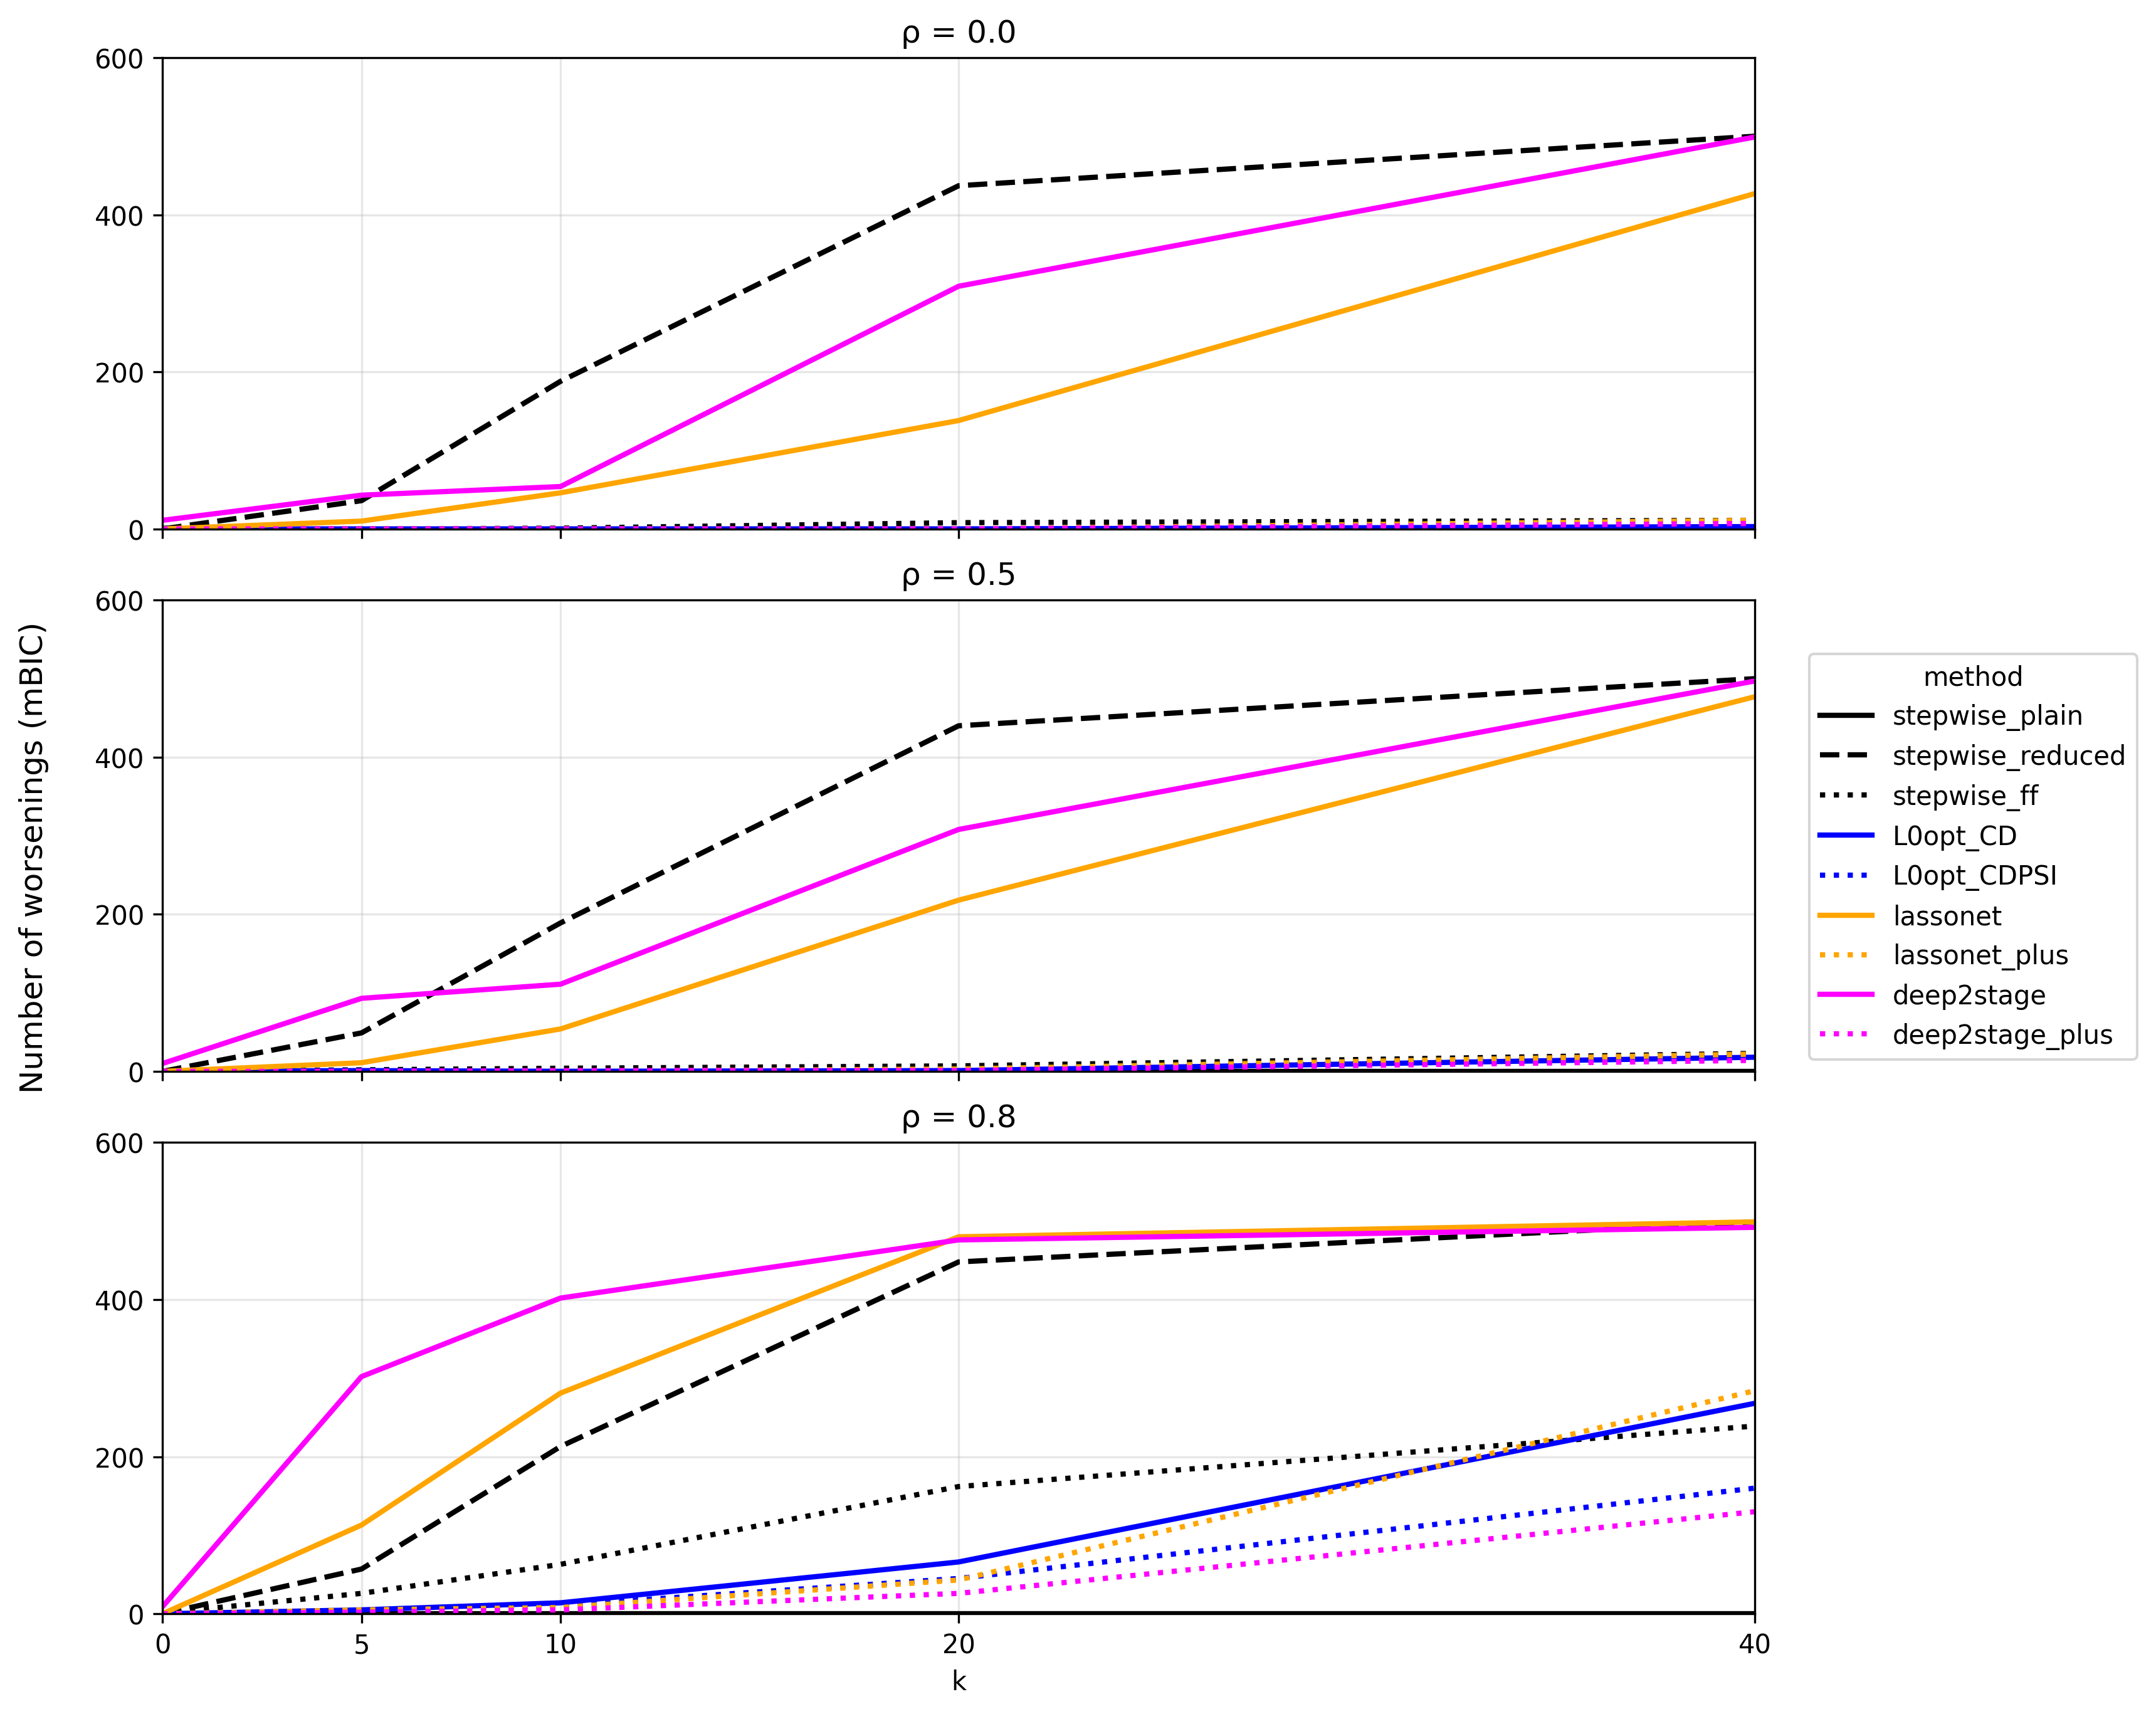 ρ = 0.0
600
400
200
0
ρ = 0.5
600
400
200
0
Number of worsenings (mBIC)
ρ = 0.8
600
400
200
0
0 5 10 20 40
k
method
stepwise_plain
stepwise_reduced
stepwise_ff
L0opt_CD
L0opt_CDPSI
lassonet
lassonet_plus
deep2stage
deep2stage_plus